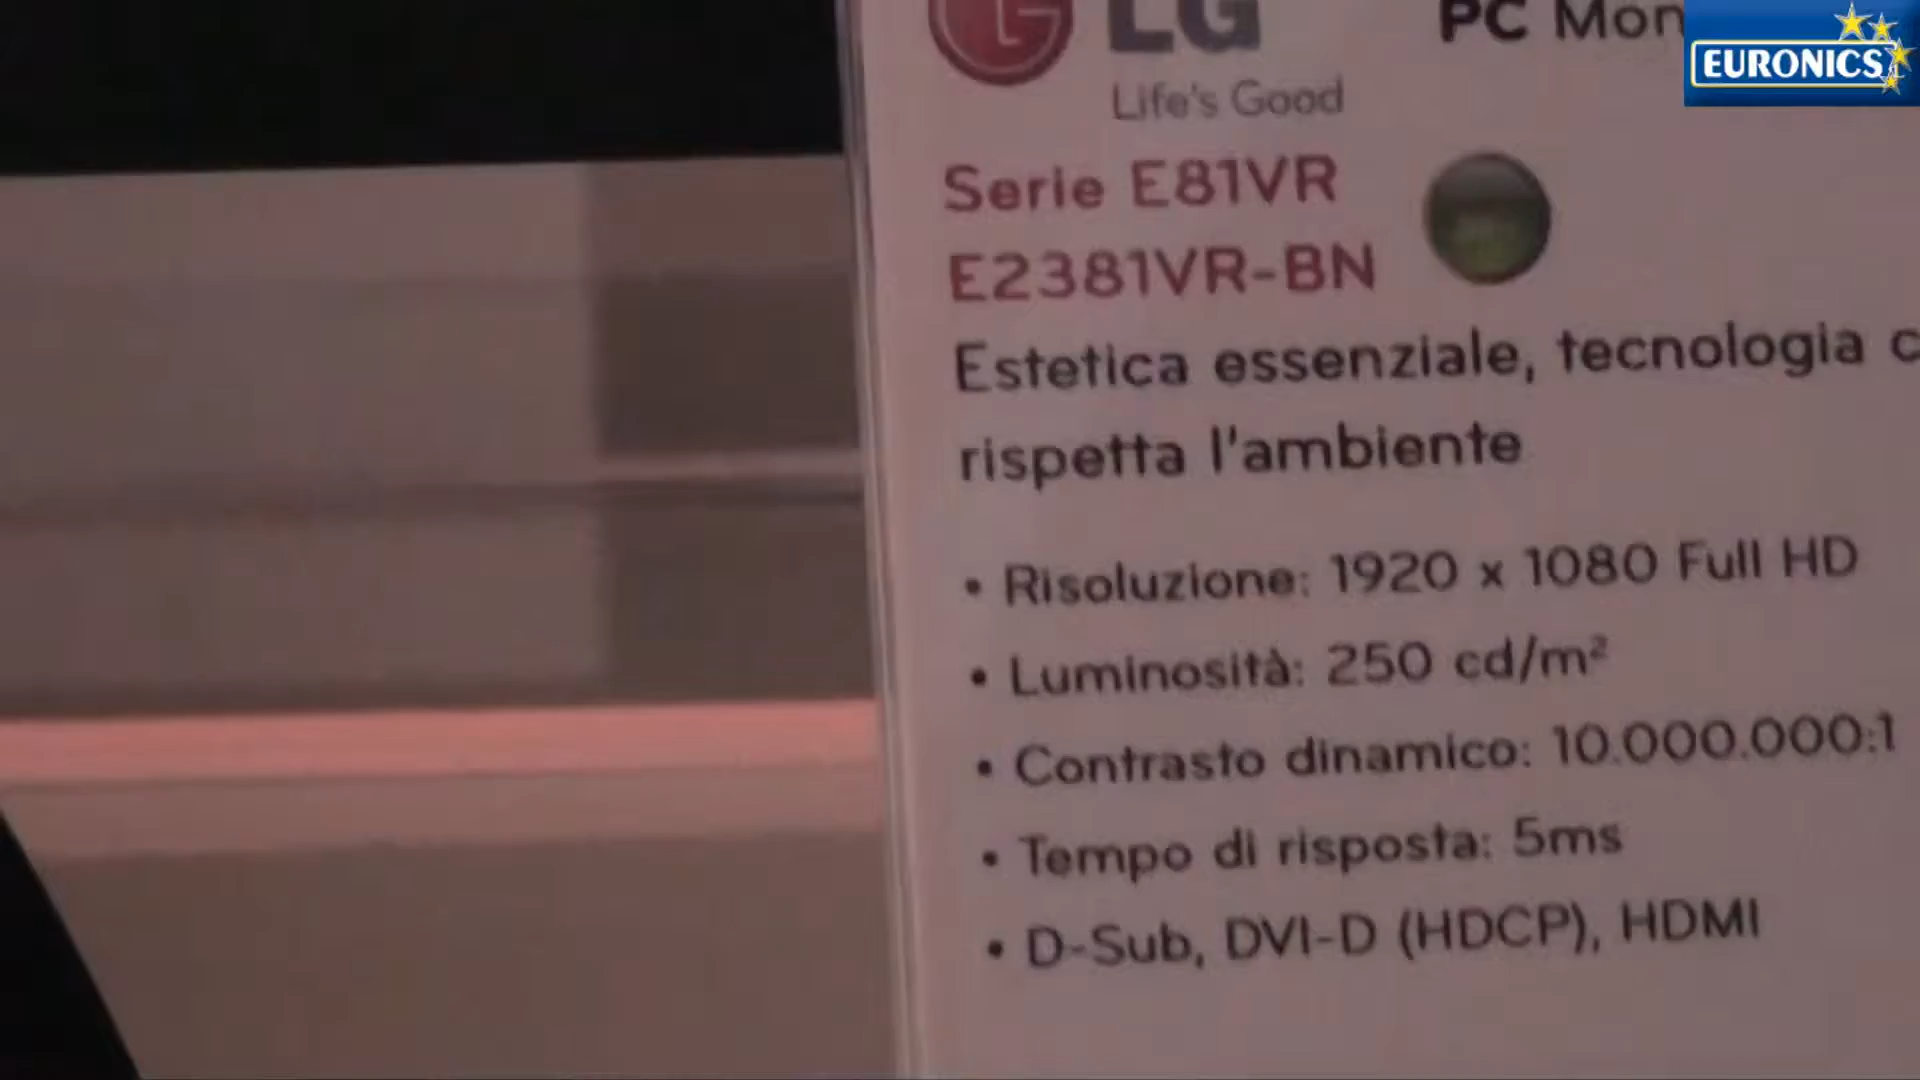 LG
PC Mon
EURONICS
Life's Good
Serie E81VR
E2381VR-BN
Estetica essenziale, tecnologia c
rispetta l'ambiente
• Risoluzione: 1920 x 1080 Full HD
• Luminosità: 250 cd/m²
• Contrasto dinamico: 10.000.000:1
• Tempo di risposta: 5ms
• D-Sub, DVI-D (HDCP), HDMI